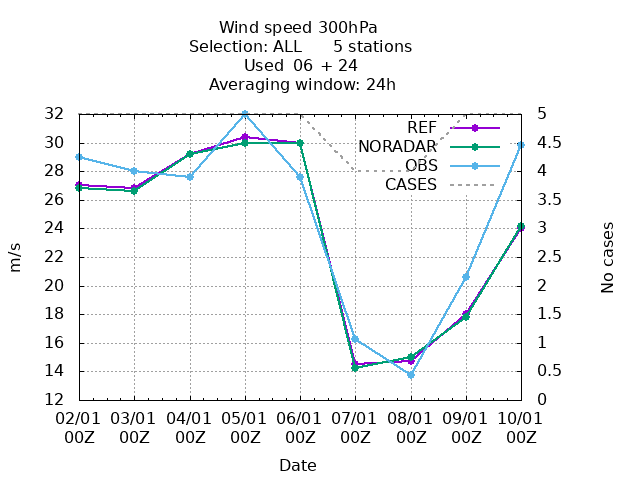 Wind speed 300hPa
Selection: ALL 5 stations
Used 06 + 24
Averaging window: 24h
REF
NORADAR
OBS
CASES
32
30
28
26
24
22
20
18
16
14
12
m/s
5
4.5
4
3.5
3
2.5
2
1.5
1
0.5
0
No cases
02/01 03/01 04/01 05/01 06/01 07/01 08/01 09/01 10/01
00Z 00Z 00Z 00Z 00Z 00Z 00Z 00Z 00Z
Date